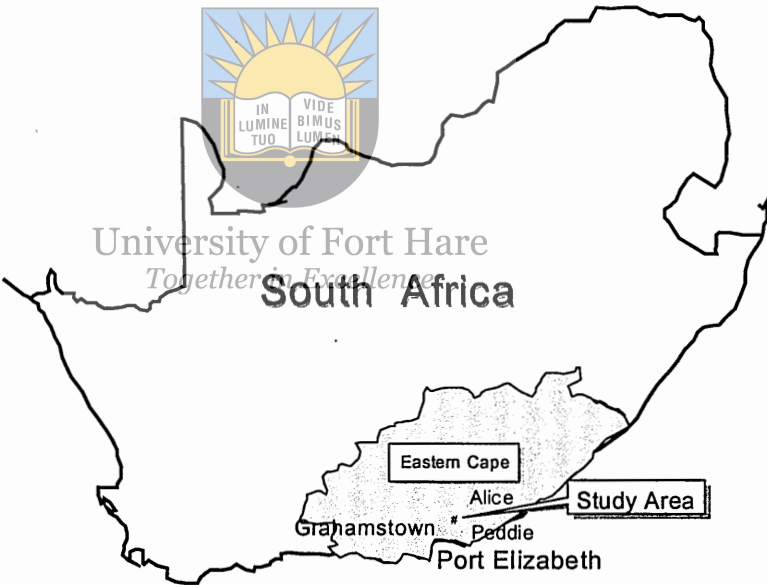 IN
LUMINE
TUO
VIDE
BIMUS
LUMEN
University of Fort Hare
Together in Excellence
South Africa
Eastern Cape
Alice
Study Area
Grahamstown
Peddie
Port Elizabeth